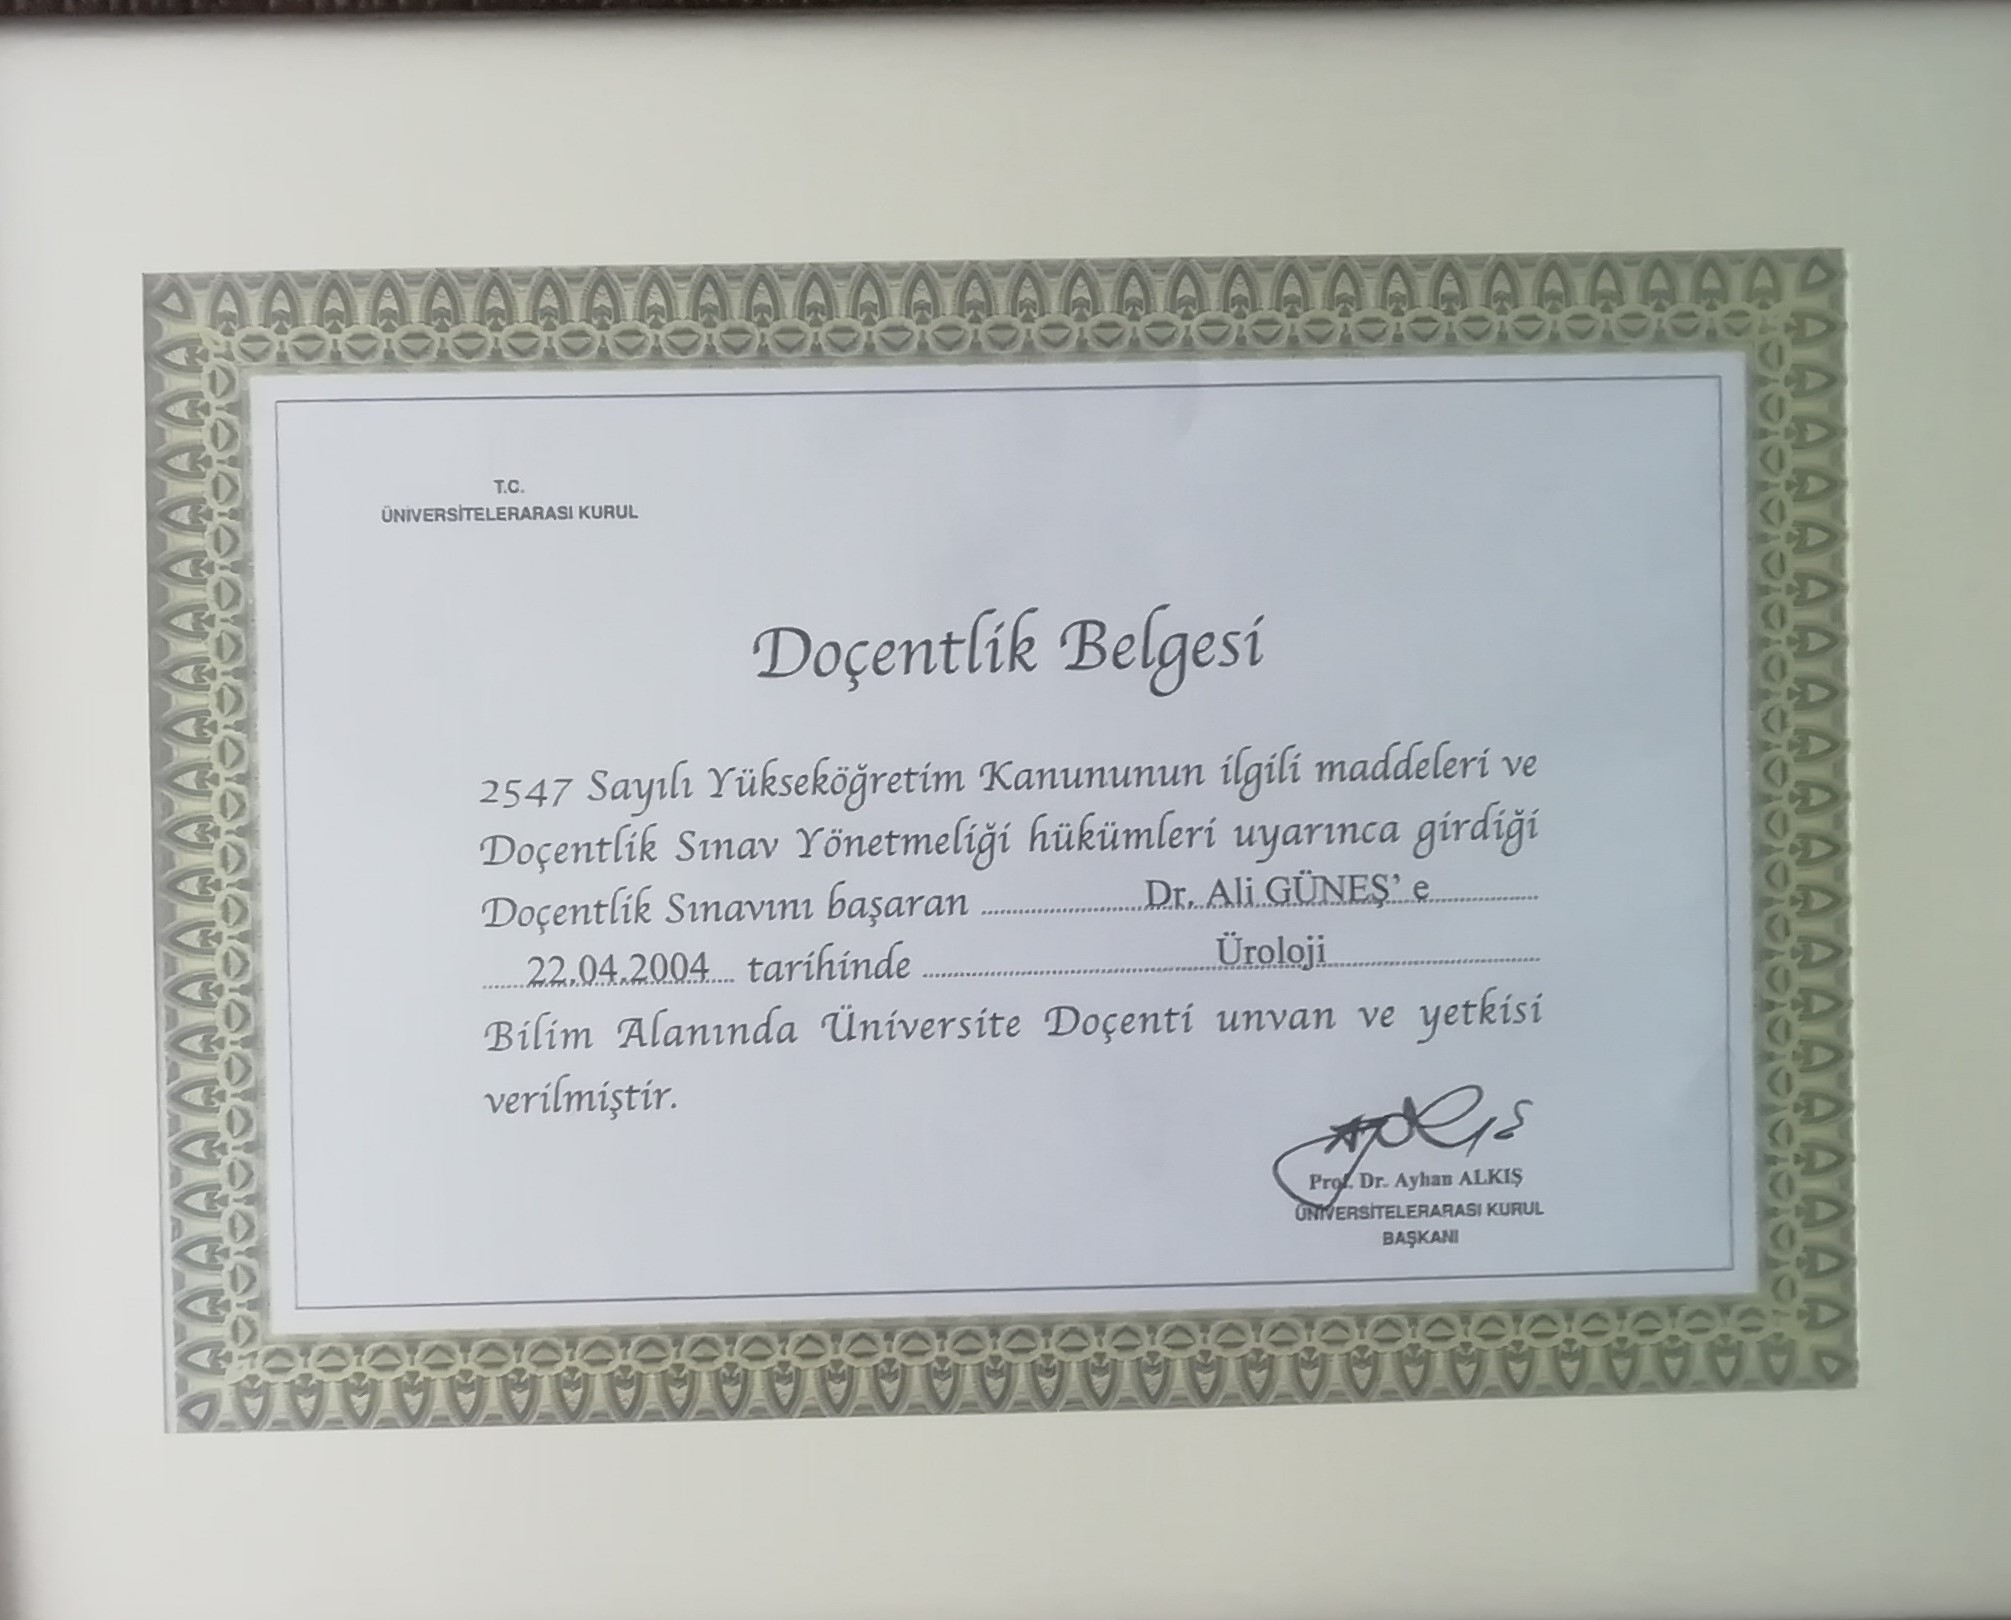 T.C.
ÜNİVERSİTELERARASI KURUL
Doçentlik Belgesi
2547 Sayılı Yükseköğretim Kanununun ilgili maddeleri ve
Doçentlik Sınav Yönetmeliği hükümleri uyarınca girdiği
Doçentlik Sınavını başaran Dr. Ali GÜNEŞ' e
22.04.2004 tarihinde Üroloji
Bilim Alanında Üniversite Doçenti unvan ve yetkisi
verilmiştir.
Prof. Dr. Ayhan ALKIŞ
ÜNİVERSİTELERARASI KURUL
BAŞKANI